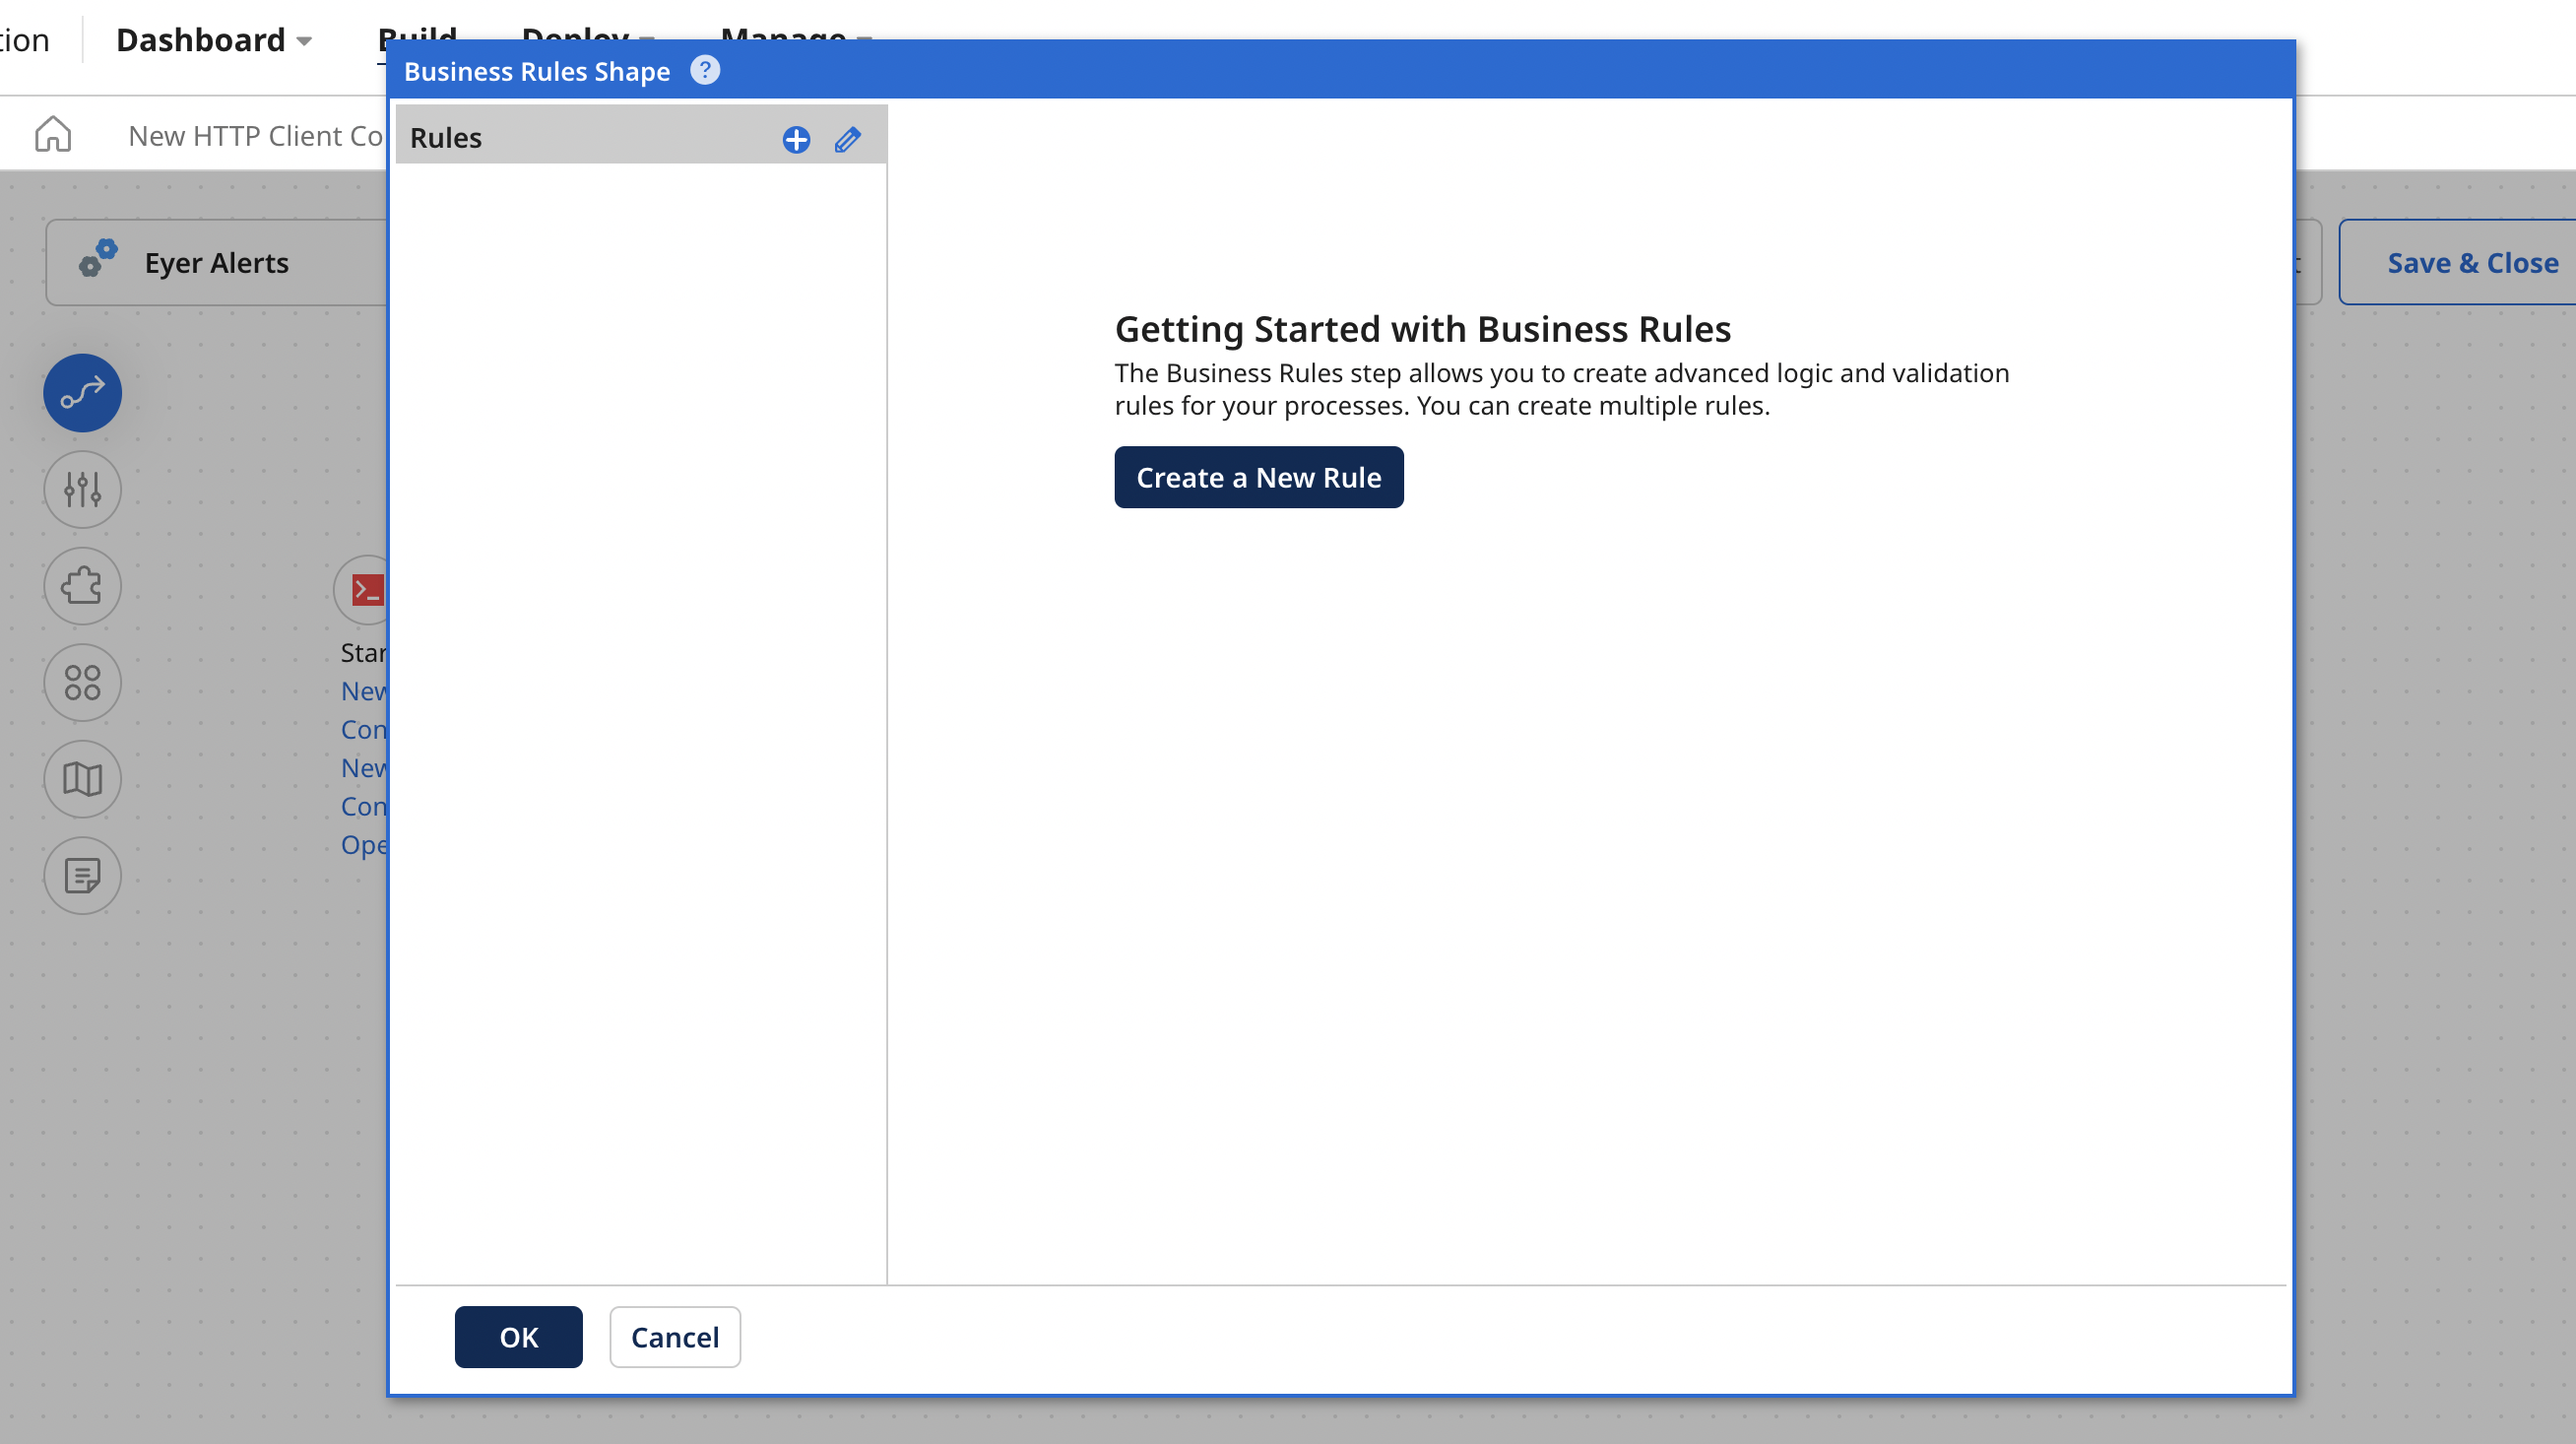 tion
Dashboard
Build
Deploy
Manage
Business Rules Shape ?
New HTTP Client Co
Rules
Eyer Alerts
Save & Close
Getting Started with Business Rules
The Business Rules step allows you to create advanced logic and validation
rules for your processes. You can create multiple rules.
Create a New Rule
Star
New
Con
New
Con
Ope
OK
Cancel